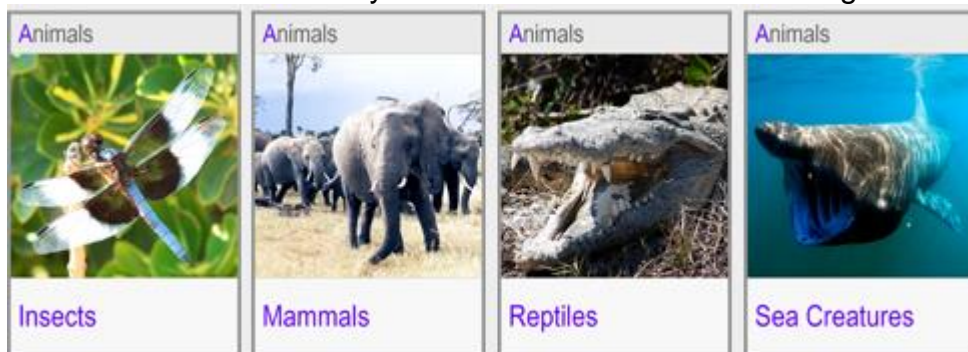 Animals
Animals
Animals
Animals
Insects
Mammals
Reptiles
Sea Creatures